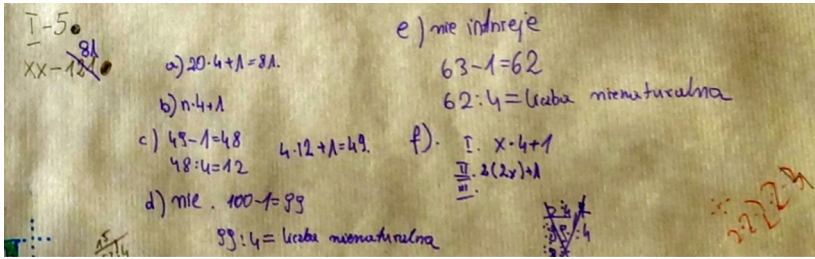 I-5
81
XX-121
a) 20·4+1=81.
b) n·4+1
c) 49-1=48
48:4=12
4·12+1=49.
d) nie. 100-1=99
99:4= liczba nienaturalna
e) nie istnieje
63-1=62
62:4= liczba nienaturalna
f). I. x·4+1
II. 2(2x)+1
III.
15